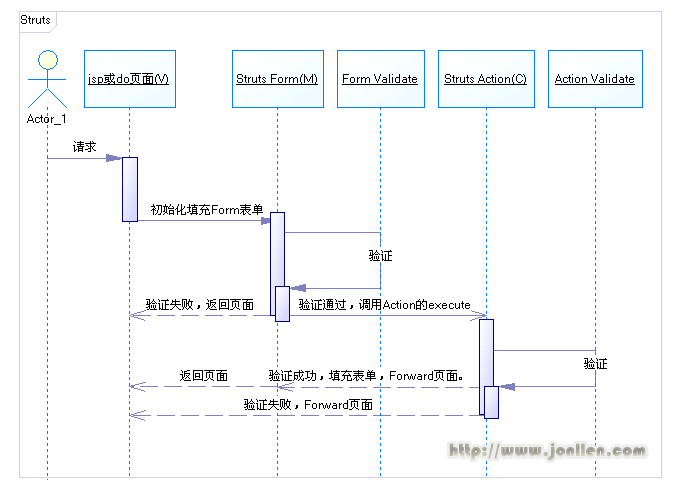 Struts
jsp或do页面(V)
Struts Form(M)
Form Validate
Struts Action(C)
Action Validate
Actor_1
请求
初始化填充Form表单
验证
验证失败，返回页面
验证通过，调用Action的execute
验证
返回页面
验证成功，填充表单，Forward页面。
验证失败，Forward页面
http://www.jonllen.com